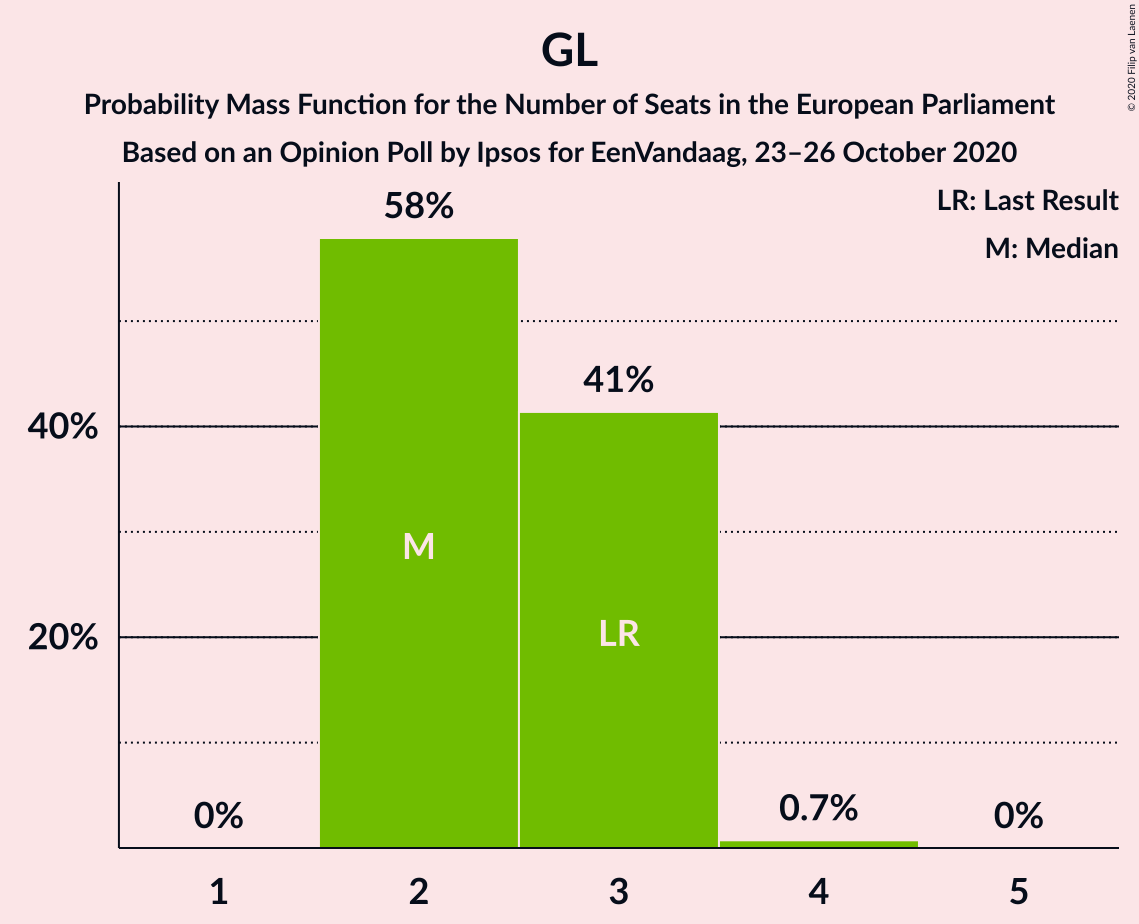 GL
Probability Mass Function for the Number of Seats in the European Parliament
Based on an Opinion Poll by Ipsos for EenVandaag, 23–26 October 2020
© 2020 Filip van Laenen
LR: Last Result
M: Median
58%
41%
40%
M
LR
20%
0%
0.7%
0%
1
2
3
4
5